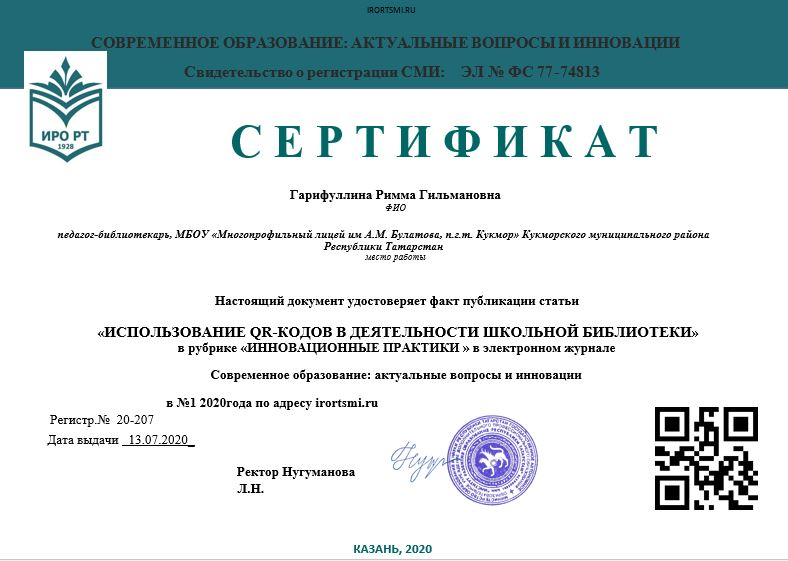 IRORTSMI.RU
СОВРЕМЕННОЕ ОБРАЗОВАНИЕ: АКТУАЛЬНЫЕ ВОПРОСЫ И ИННОВАЦИИ
Свидетельство о регистрации СМИ: ЭЛ № ФС 77-74813
ИРО РТ
1928
СЕРТИФИКАТ
Гарифуллина Римма Гильмановна
ФИО
педагог-библиотекарь, МБОУ «Многопрофильный лицей им А.М. Булатова, п.г.т. Кукмор» Кукморского муниципального района
Республики Татарстан
место работы
Настоящий документ удостоверяет факт публикации статьи
«ИСПОЛЬЗОВАНИЕ QR-КОДОВ В ДЕЯТЕЛЬНОСТИ ШКОЛЬНОЙ БИБЛИОТЕКИ»
в рубрике «ИННОВАЦИОННЫЕ ПРАКТИКИ » в электронном журнале
Современное образование: актуальные вопросы и инновации
в №1 2020года по адресу irortsmi.ru
Регистр.№ 20-207
Дата выдачи _13.07.2020_
Ректор Нугуманова
Л.Н.
КАЗАНЬ, 2020